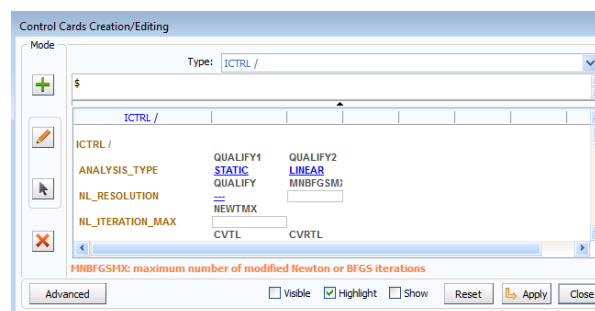 Control Cards Creation/Editing
Mode
Type: ICTRL /
$
ICTRL /
ICTRL /
QUALIFY1 QUALIFY2
ANALYSIS_TYPE STATIC LINEAR
QUALIFY
NL_RESOLUTION ---
NEWTMX
NL_ITERATION_MAX
CVTL CVRTL
MNBFGSMX: maximum number of modified Newton or BFGS iterations
Advanced Visible Highlight Show Reset Apply Close